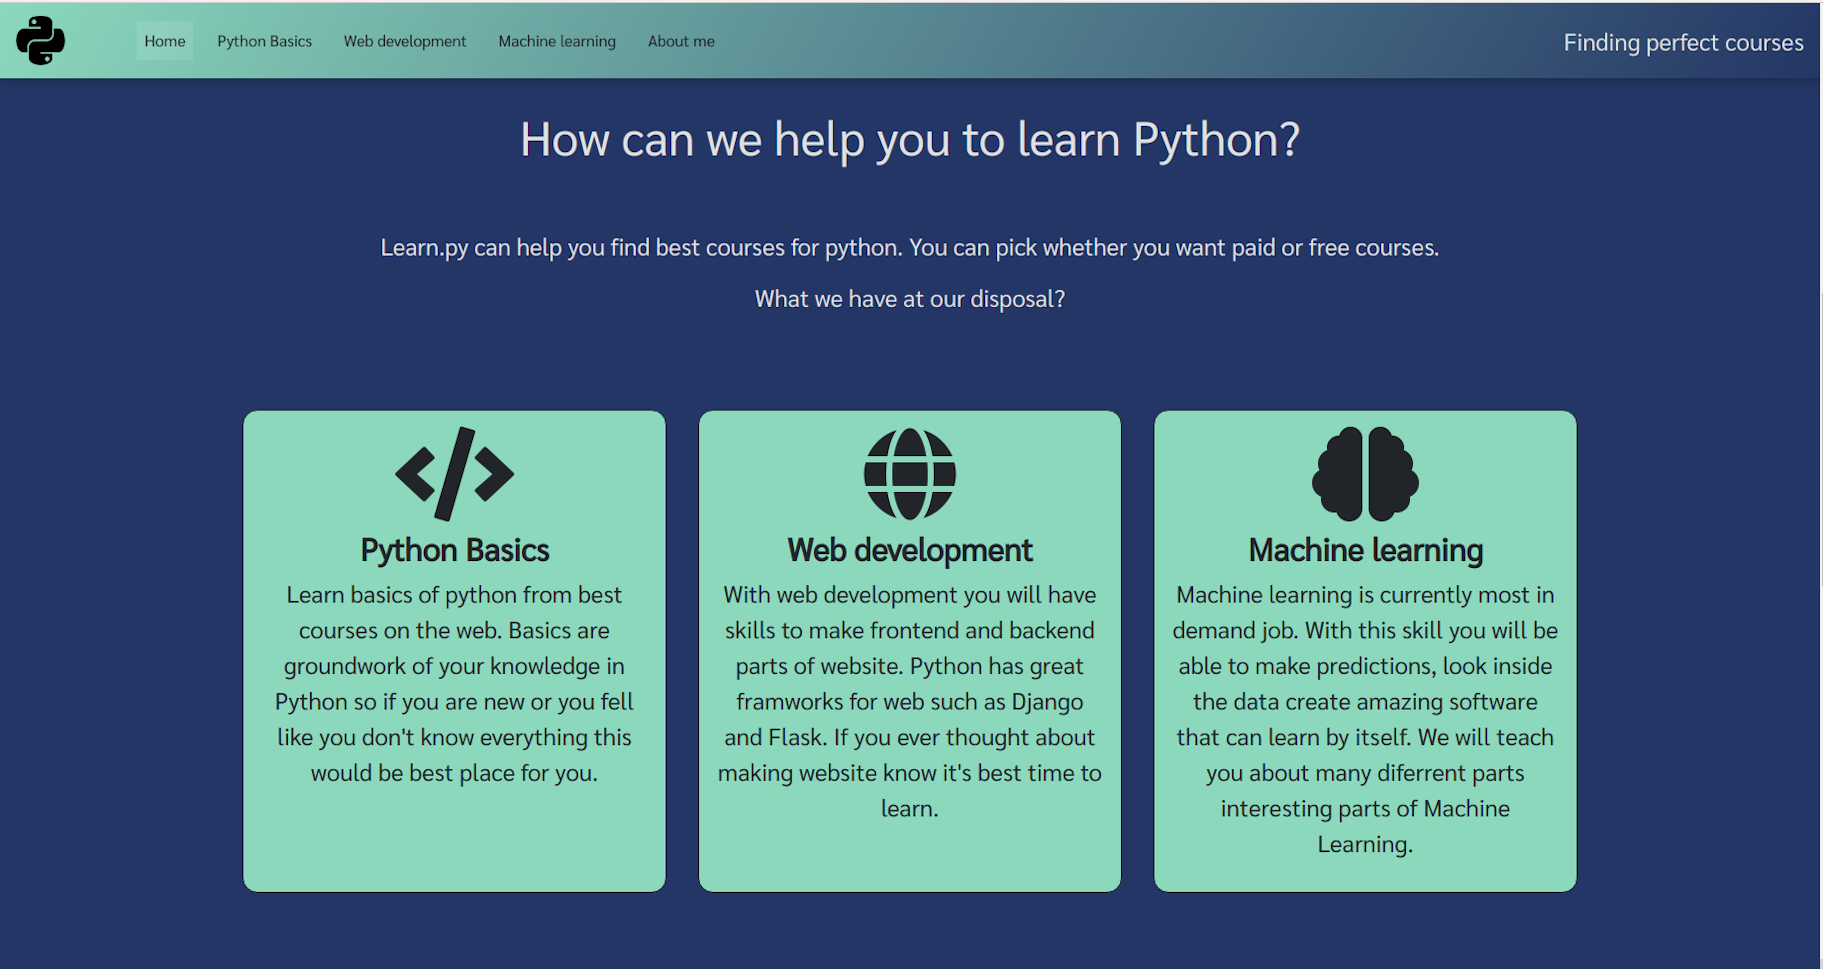 Home Python Basics Web development Machine learning About me Finding perfect courses
How can we help you to learn Python?
Learn.py can help you find best courses for python. You can pick whether you want paid or free courses.
What we have at our disposal?
Python Basics
Learn basics of python from best
courses on the web. Basics are
groundwork of your knowledge in
Python so if you are new or you fell
like you don't know everything this
would be best place for you.
Web development
With web development you will have
skills to make frontend and backend
parts of website. Python has great
framworks for web such as Django
and Flask. If you ever thought about
making website know it's best time to
learn.
Machine learning
Machine learning is currently most in
demand job. With this skill you will be
able to make predictions, look inside
the data create amazing software
that can learn by itself. We will teach
you about many diferrent parts
interesting parts of Machine
Learning.